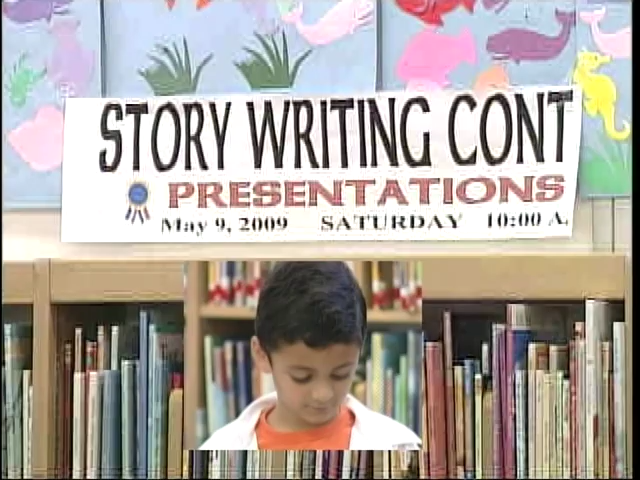 STORY WRITING CONT
PRESENTATIONS
May 9, 2009 SATURDAY 10:00 A.